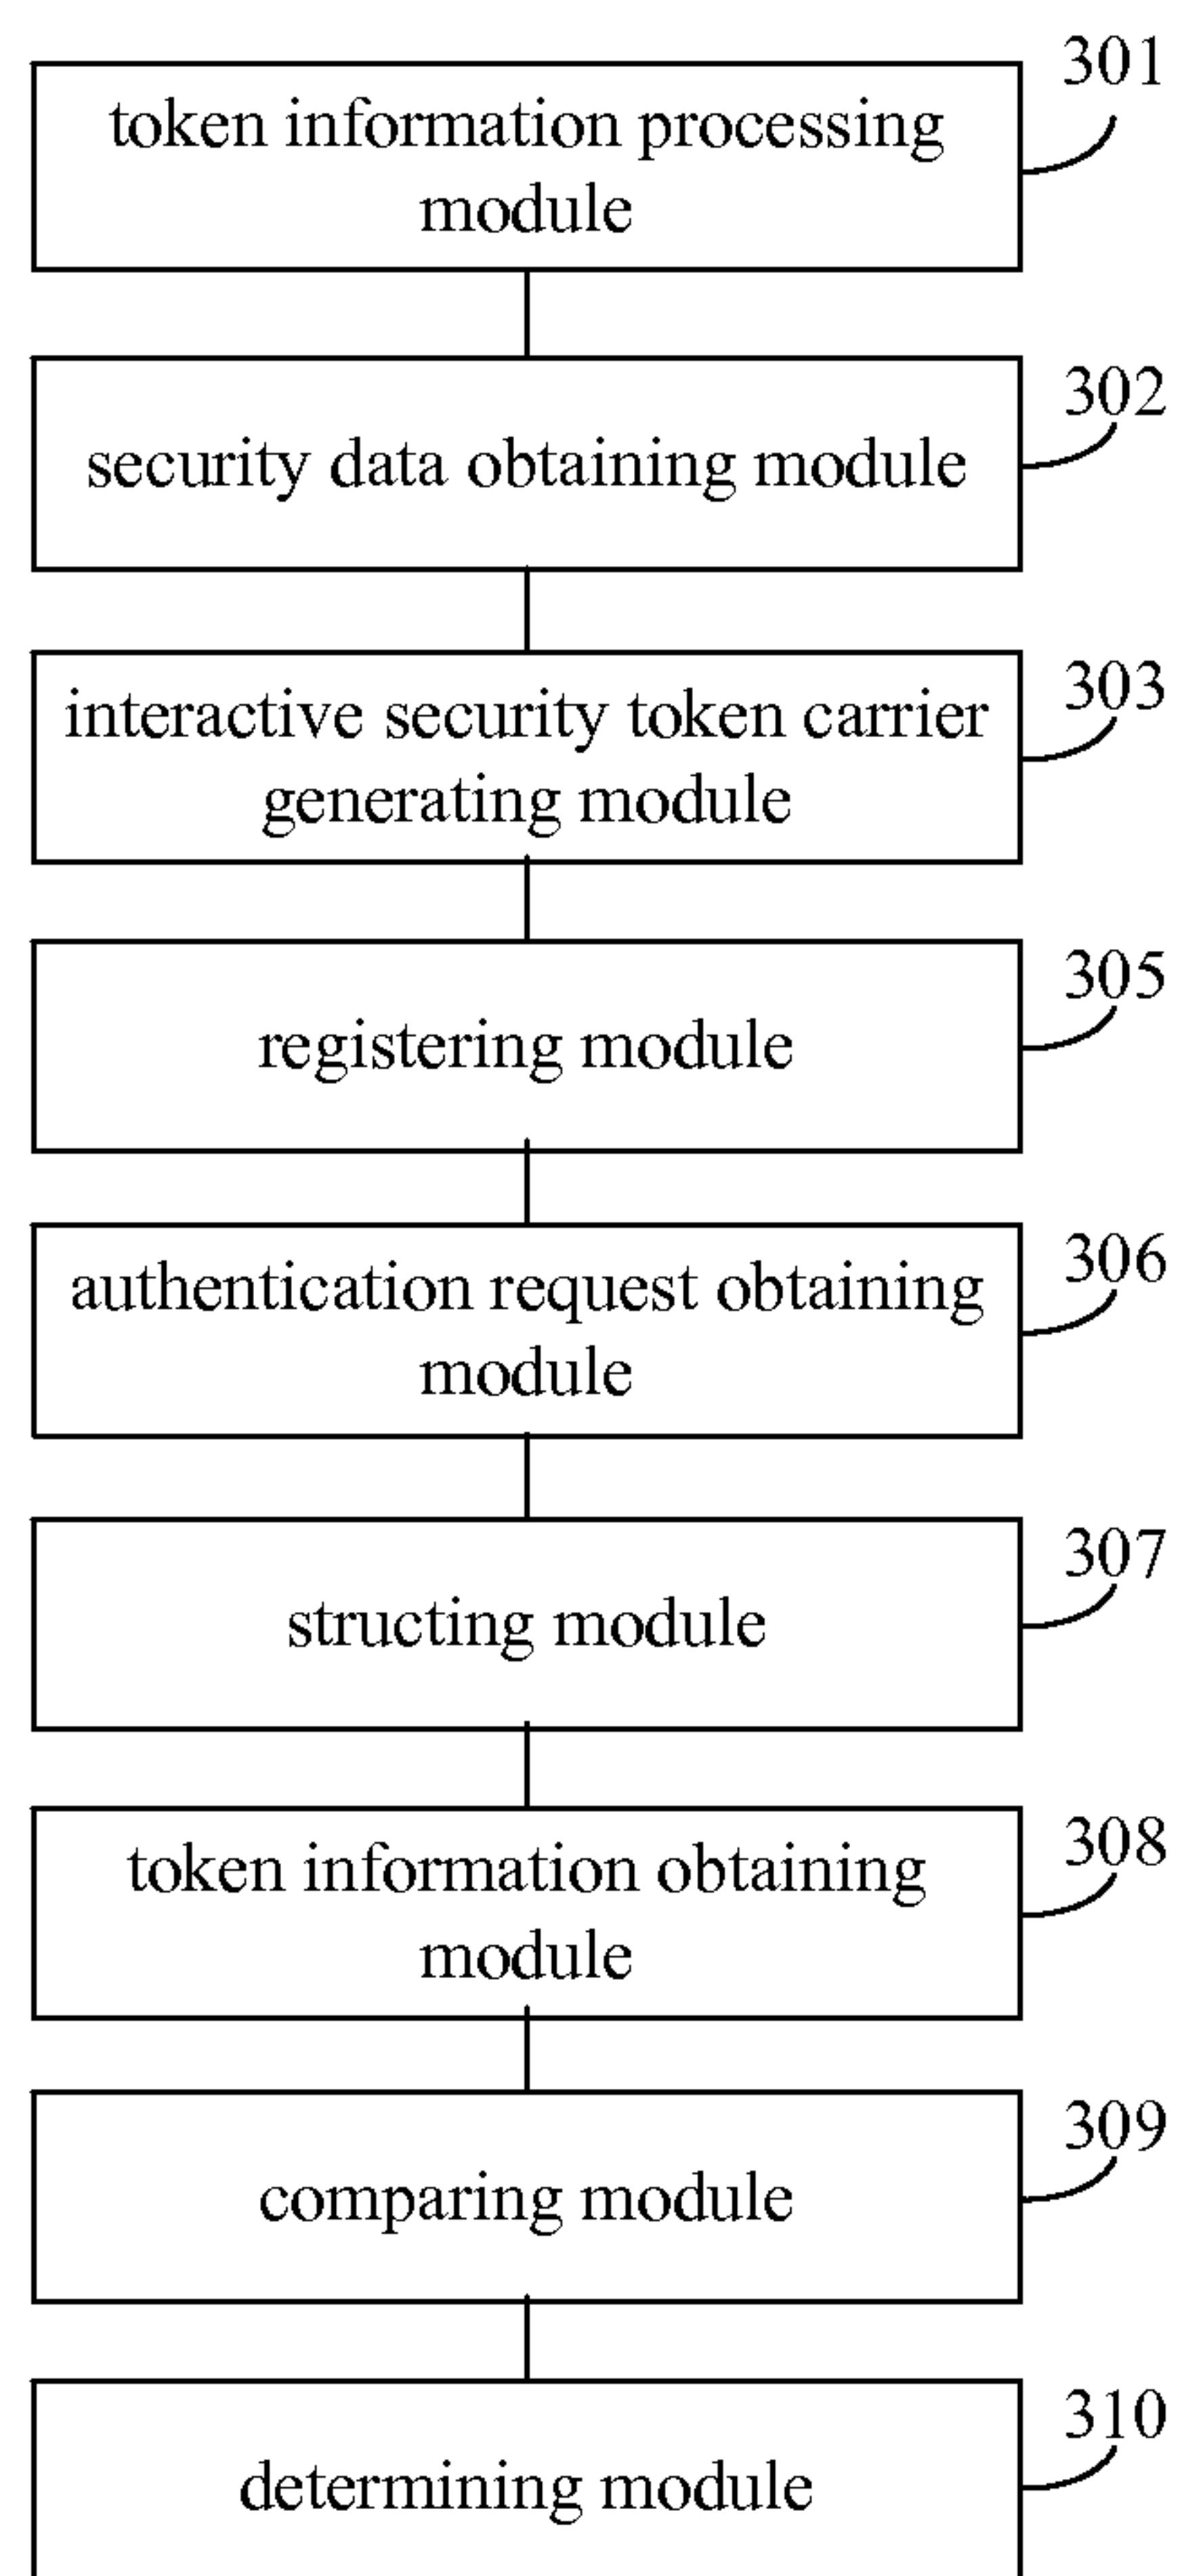 301
token information processing
module
302
security data obtaining module
303
interactive security token carrier
generating module
305
registering module
306
authentication request obtaining
module
307
structing module
308
token information obtaining
module
309
comparing module
310
determining module